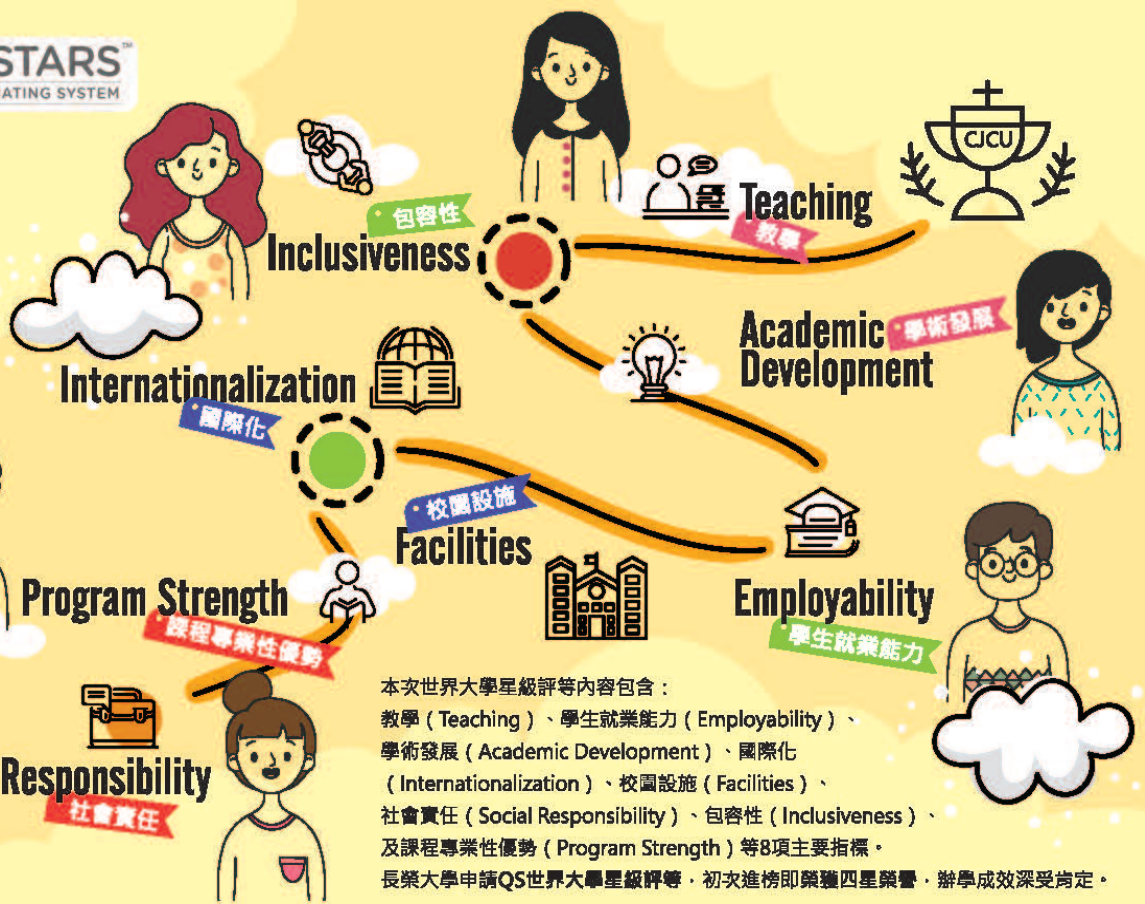 STARS™
RATING SYSTEM
CJCU
Teaching
教學
包容性
Inclusiveness
Academic
Development
學術發展
Internationalization
國際化
校園設施
Facilities
Program Strength
課程專業性優勢
Employability
學生就業能力
Responsibility
社會責任
本次世界大學星級評等內容包含：
教學（Teaching）、學生就業能力（Employability）、
學術發展（Academic Development）、國際化
（Internationalization）、校園設施（Facilities）、
社會責任（Social Responsibility）、包容性（Inclusiveness）、
及課程專業性優勢（Program Strength）等8項主要指標。
長榮大學申請QS世界大學星級評等，初次進榜即榮獲四星榮譽，辦學成效深受肯定。